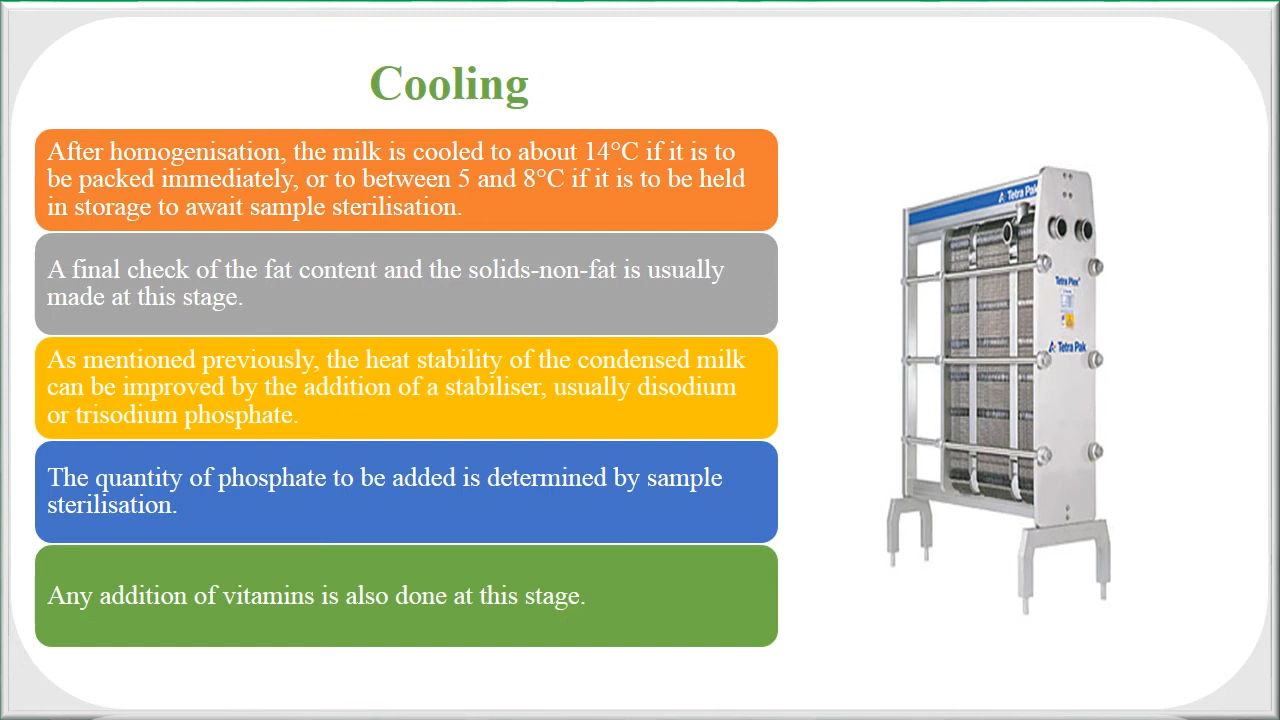 Cooling
After homogenisation, the milk is cooled to about 14°C if it is to
be packed immediately, or to between 5 and 8°C if it is to be held
in storage to await sample sterilisation.
A final check of the fat content and the solids-non-fat is usually
made at this stage.
As mentioned previously, the heat stability of the condensed milk
can be improved by the addition of a stabiliser, usually disodium
or trisodium phosphate.
The quantity of phosphate to be added is determined by sample
sterilisation.
Any addition of vitamins is also done at this stage.
Tetra Pak
Tetra Plex
Tetra Pak